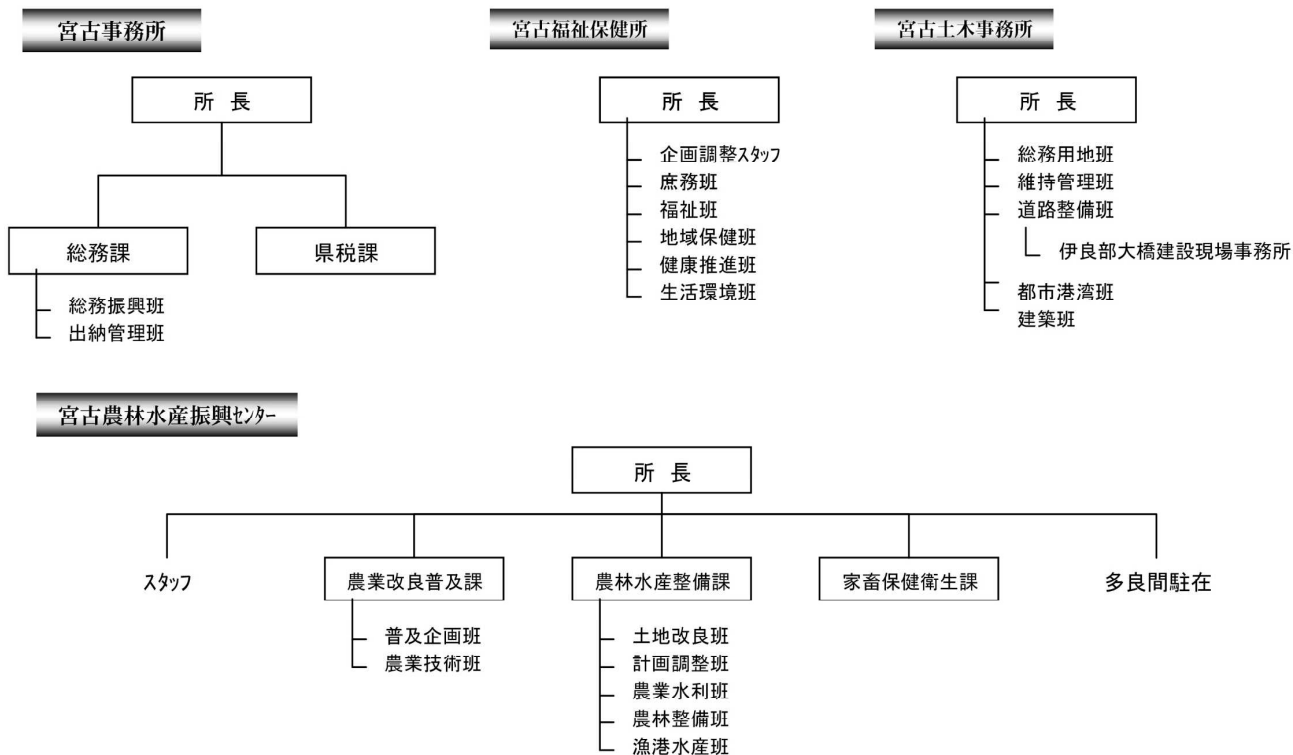 宮古事務所
所 長
総務課
総務振興班
出納管理班
県税課
宮古福祉保健所
所 長
企画調整スタッフ
庶務班
福祉班
地域保健班
健康推進班
生活環境班
宮古土木事務所
所 長
総務用地班
維持管理班
道路整備班
伊良部大橋建設現場事務所
都市港湾班
建築班
宮古農林水産振興センター
所 長
スタッフ
農業改良普及課
普及企画班
農業技術班
農林水産整備課
土地改良班
計画調整班
農業水利班
農林整備班
漁港水産班
家畜保健衛生課
多良間駐在